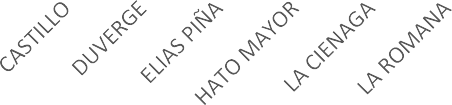 CASTILLO
DUVERGE
ELIAS PIÑA
HATO MAYOR
LA CIENAGA
LA ROMANA